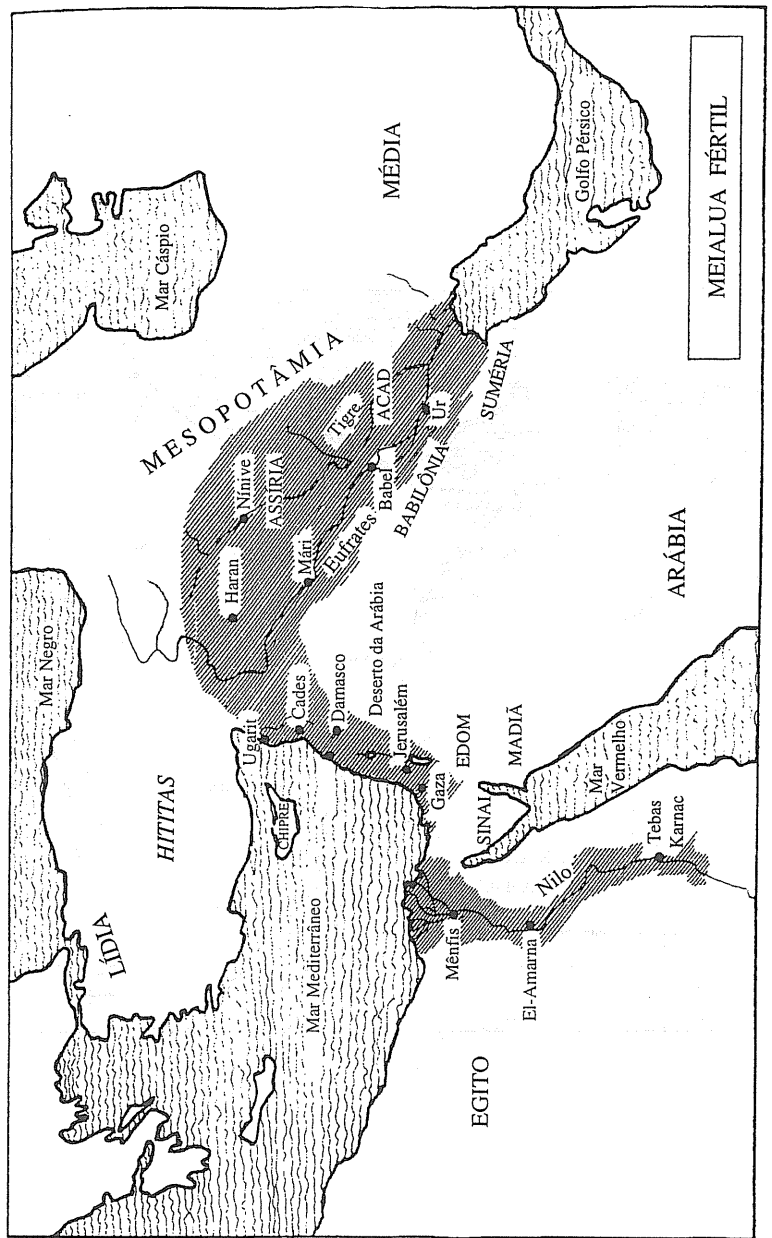 Mar Negro
Mar Cáspio
LÍDIA
HITITAS
MESOPOTÂMIA
MÉDIA
Haran
Nínive
ASSÍRIA
Tigre
ACAD
Mári
Eufrates
Babel
BABILÔNIA
Ur
SUMÉRIA
Golfo Pérsico
Mar Mediterrâneo
CHIPRE
Ugarit
Cades
Damasco
Deserto da Arábia
Jerusalém
Gaza
EDOM
SINAI
MADIÃ
ARÁBIA
Mênfis
EGITO
El-Amarna
Nilo
Mar
Vermelho
Tebas
Karnac
MEIALUA FÉRTIL